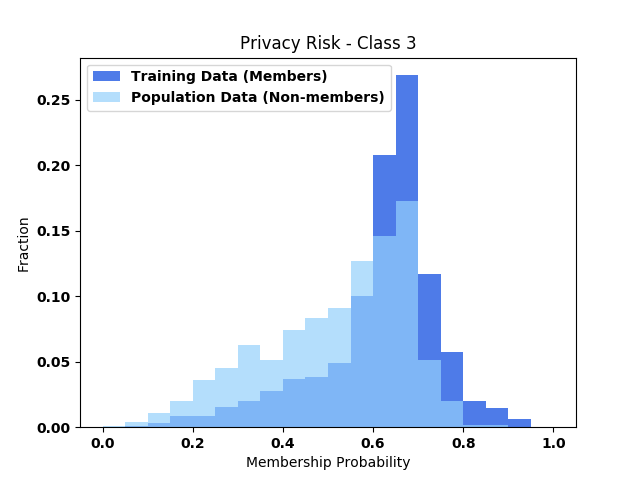 Privacy Risk - Class 3
Training Data (Members)
Population Data (Non-members)
Fraction
0.25
0.20
0.15
0.10
0.05
0.00
0.0 0.2 0.4 0.6 0.8 1.0
Membership Probability